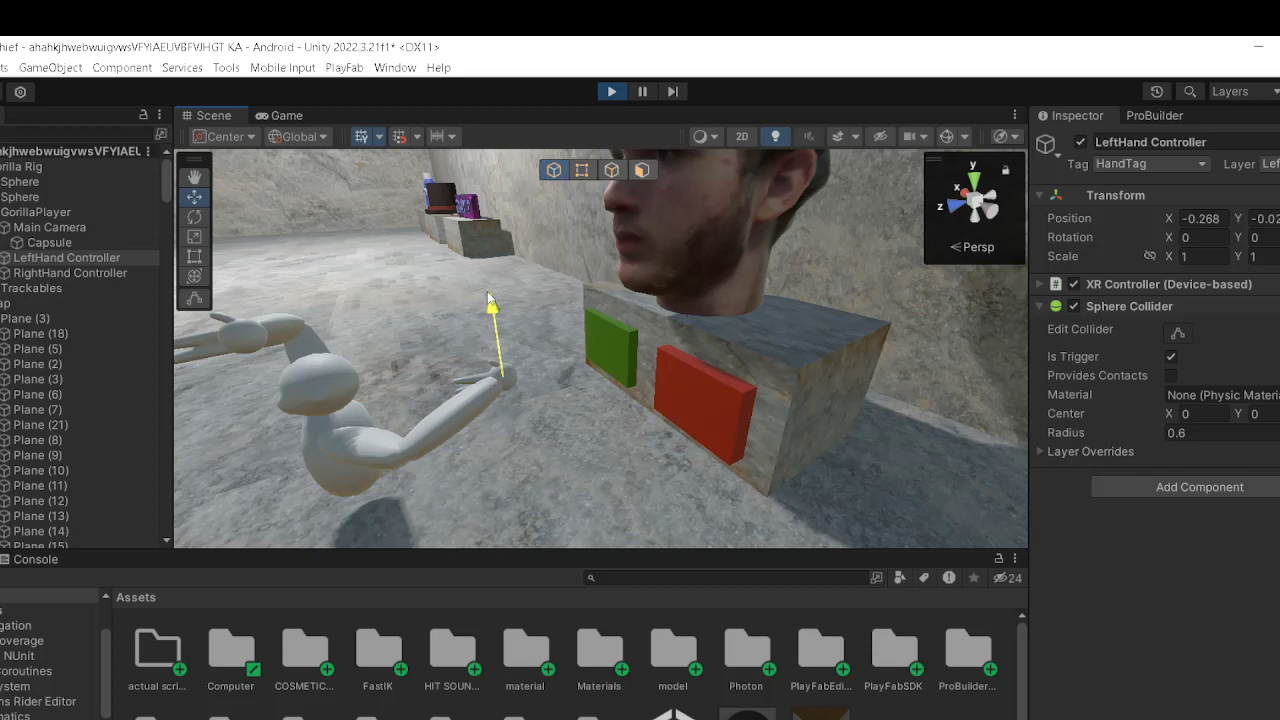 hief - ahahkjhwebwuigvwsVFYIAEUVBFVJHGT KA - Android - Unity 2022.3.21f1* <DX11>
ts GameObject Component Services Tools Mobile Input PlayFab Window Help
Layers
Scene Game
Inspector ProBuilder
Center Global 2D
LeftHand Controller
Tag HandTag Layer Lef
kjhwebwuigvwsVFYIAEL
orilla Rig
Sphere
Sphere
GorillaPlayer
Main Camera
Capsule
LeftHand Controller
RightHand Controller
Trackables
ap
Plane (3)
Plane (18)
Plane (5)
Plane (2)
Plane (3)
Plane (6)
Plane (7)
Plane (21)
Plane (8)
Plane (9)
Plane (10)
Plane (11)
Plane (12)
Plane (13)
Plane (14)
Plane (15)
y
x
z
Persp
Transform
Position X -0.268 Y -0.02
Rotation X 0 Y 0
Scale X 1 Y 1
XR Controller (Device-based)
Sphere Collider
Edit Collider
Is Trigger
Provides Contacts
Material None (Physic Materia
Center X 0 Y 0
Radius 0.6
Layer Overrides
Add Component
Console
24
s
gation
overage
NUnit
oroutines
ystem
ns Rider Editor
matics
Assets
actual scri...
Computer
COSMETIC...
FastIK
HIT SOUN...
material
Materials
model
Photon
PlayFabEdi...
PlayFabSDK
ProBuilder...